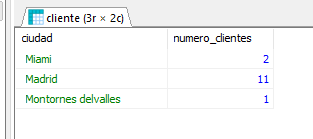 cliente (3r × 2c)
ciudad numero_clientes
Miami 2
Madrid 11
Montornes delvalles 1